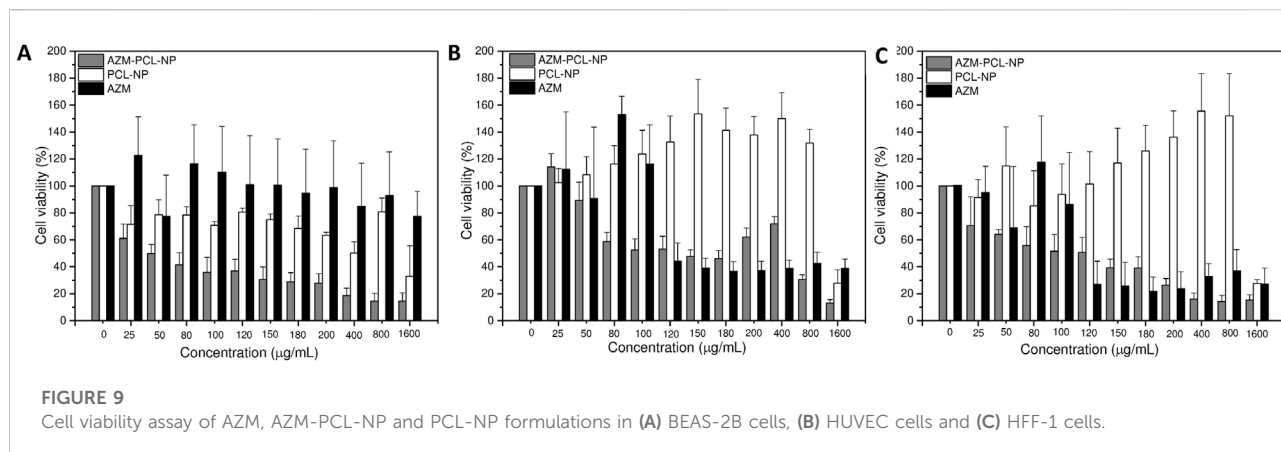 A
200
180
160
140
120
100
80
60
40
20
0
Cell viability (%)
AZM-PCL-NP
PCL-NP
AZM
0 25 50 80 100 120 150 180 200 400 800 1600
Concentration (µg/mL)
B
200
180
160
140
120
100
80
60
40
20
0
Cell viability (%)
AZM-PCL-NP
PCL-NP
AZM
0 25 50 80 100 120 150 180 200 400 800 1600
Concentration (µg/mL)
C
200
180
160
140
120
100
80
60
40
20
0
Cell viability (%)
AZM-PCL-NP
PCL-NP
AZM
0 25 50 80 100 120 150 180 200 400 800 1600
Concentration (µg/mL)
FIGURE 9
Cell viability assay of AZM, AZM-PCL-NP and PCL-NP formulations in (A) BEAS-2B cells, (B) HUVEC cells and (C) HFF-1 cells.